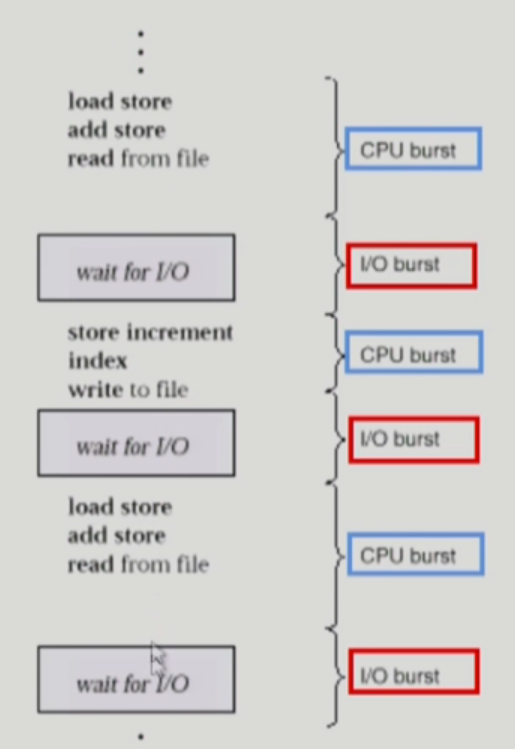 load store
add store
read from file
CPU burst
wait for I/O
I/O burst
store increment
index
write to file
CPU burst
wait for I/O
I/O burst
load store
add store
read from file
CPU burst
wait for I/O
I/O burst